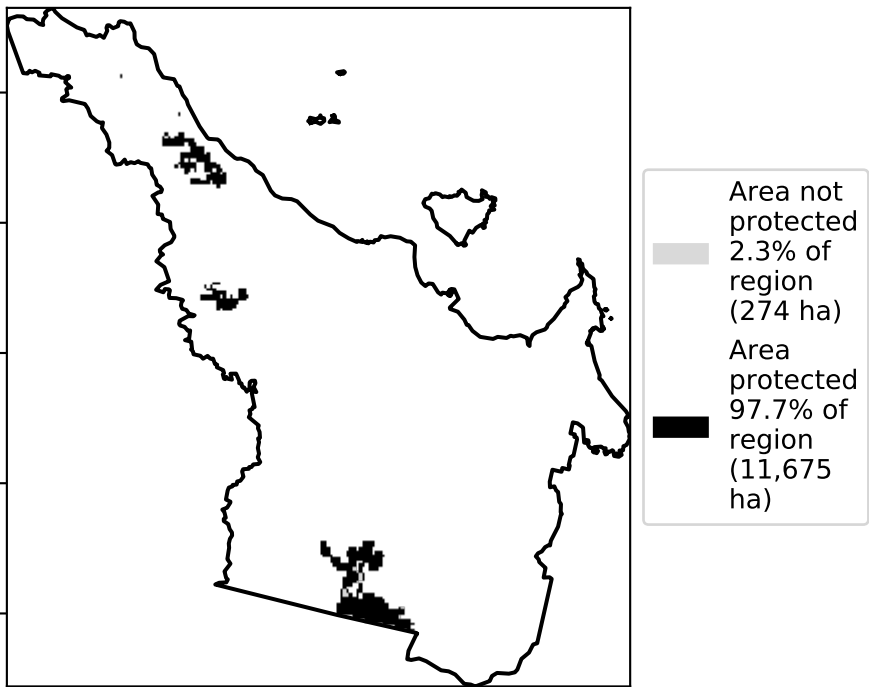 Area not
protected
2.3% of
region
(274 ha)
Area
protected
97.7% of
region
(11,675
ha)